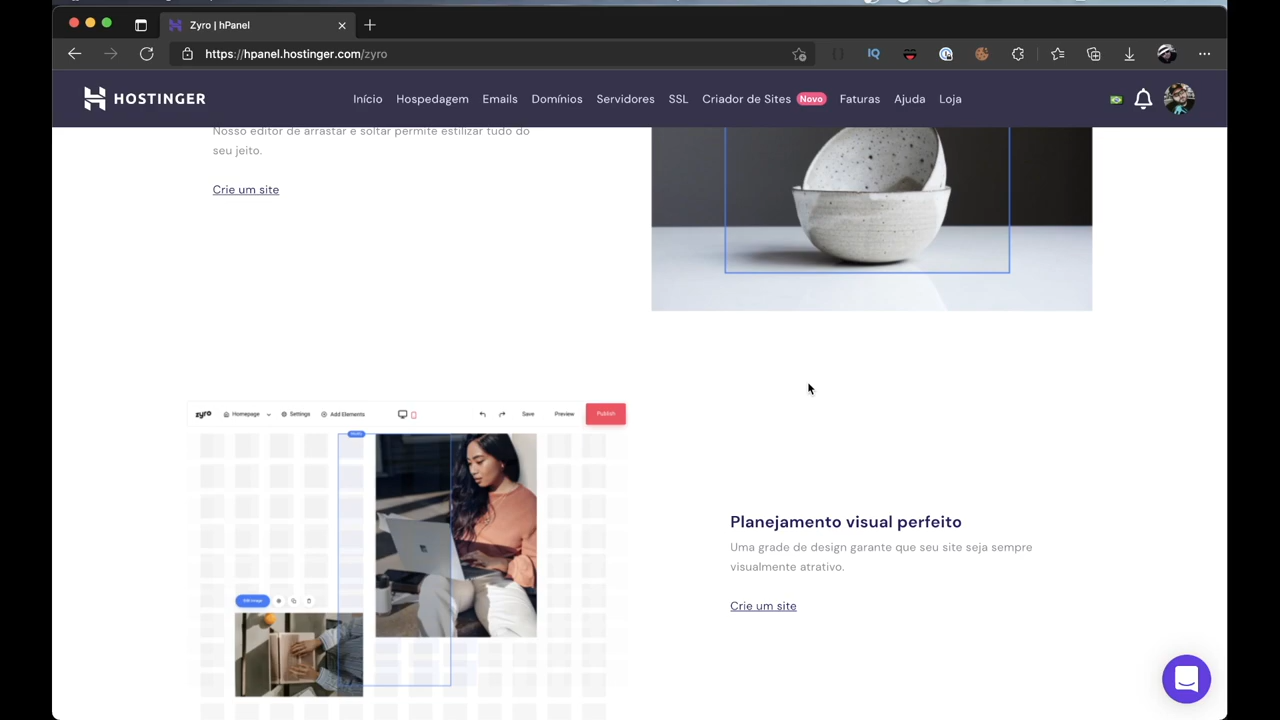 Zyro | hPanel
https://hpanel.hostinger.com/zyro
IQ
HOSTINGER
Início
Hospedagem
Emails
Domínios
Servidores
SSL
Criador de Sites
Novo
Faturas
Ajuda
Loja
Nosso editor de arrastar e soltar permite estilizar tudo do
seu jeito.
Crie um site
zyro
Homepage
Settings
Add Elements
Save
Preview
Publish
Edit Image
Planejamento visual perfeito
Uma grade de design garante que seu site seja sempre
visualmente atrativo.
Crie um site